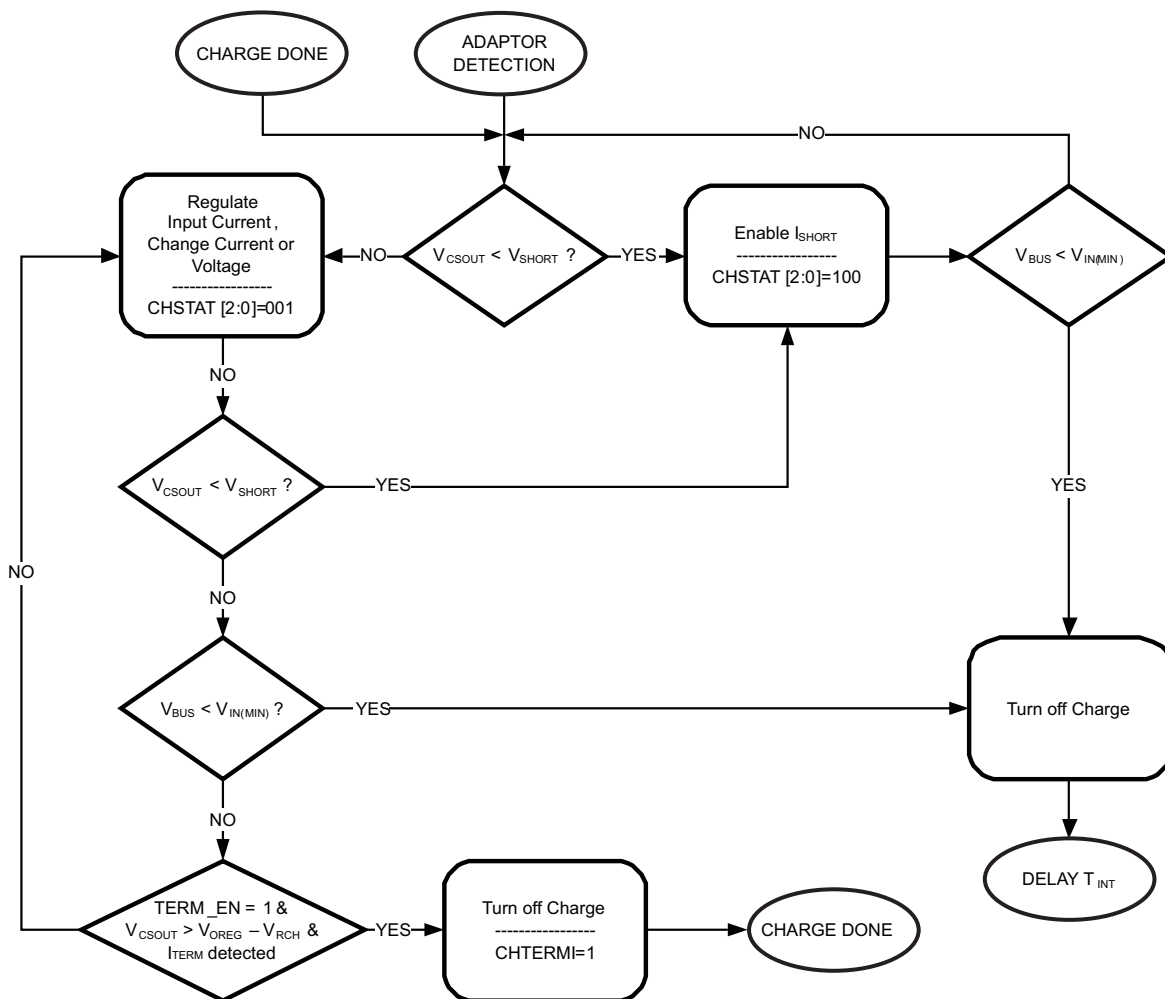 CHARGE DONE
ADAPTOR
DETECTION
NO
Regulate
Input Current,
Change Current or
Voltage
-----------------
CHSTAT [2:0]=001
NO
VCSOUT < VSHORT ?
YES
Enable ISHORT
-----------------
CHSTAT [2:0]=100
VBUS < VIN(MIN)
NO
VCSOUT < VSHORT ?
YES
YES
NO
NO
VBUS < VIN(MIN) ?
YES
Turn off Charge
NO
TERM_EN = 1 &
VCSOUT > VOREG – VRCH &
ITERM detected
YES
Turn off Charge
-----------------
CHTERMI=1
CHARGE DONE
DELAY TINT